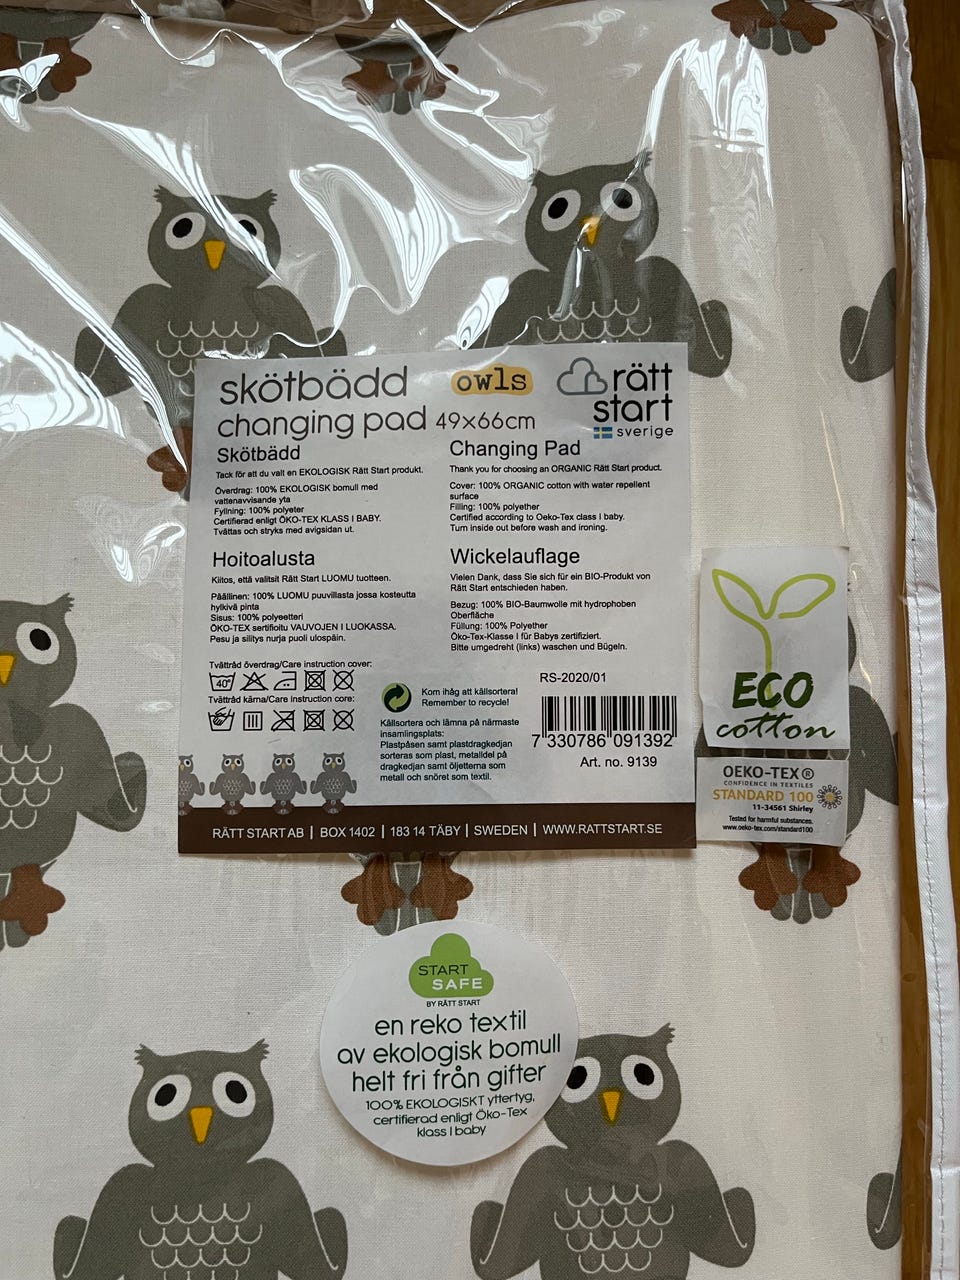 skötbädd
owls
rätt
start
sverige
changing pad 49x66cm
Skötbädd
Tack för att du valt en EKOLOGISK Rätt Start produkt.
Överdrag: 100% EKOLOGISK bomull med
vattenavvisande yta
Fyllning: 100% polyeter
Certifierad enligt ÖKO-TEX KLASS I BABY.
Tvättas och stryks med avigsidan ut.
Changing Pad
Thank you for choosing an ORGANIC Rätt Start product.
Cover: 100% ORGANIC cotton with water repellent
surface
Filling: 100% polyether
Certified according to Oeko-Tex class I baby.
Turn inside out before wash and ironing.
Hoitoalusta
Kiitos, että valitsit Rätt Start LUOMU tuotteen.
Päällinen: 100% LUOMU puuvillasta jossa kosteutta
hylkivä pinta
Sisus: 100% polyeetteri
ÖKO-TEX sertifioitu VAUVOJEN I LUOKASSA.
Pesu ja silitys nurja puoli ulospäin.
Wickelauflage
Vielen Dank, dass Sie sich für ein BIO-Produkt von
Rätt Start entschieden haben.
Bezug: 100% BIO-Baumwolle mit hydrophoben
Oberfläche
Füllung: 100% Polyether
Öko-Tex-Klasse I für Babys zertifiziert.
Bitte umgedreht (links) waschen und Bügeln.
Tvättråd överdrag/Care instruction cover:
40°
Tvättråd kärna/Care instruction core:
Kom ihåg att källsortera!
Remember to recycle!
Källsortera och lämna på närmaste
insamlingsplats:
Plastpåsen samt plastdragkedjan
sorteras som plast, metalldel på
dragkedjan samt öljetterna som
metall och snöret som textil.
RS-2020/01
7 330786 091392
Art. no. 9139
RÄTT START AB | BOX 1402 | 183 14 TÄBY | SWEDEN | WWW.RATTSTART.SE
ECO
cotton
OEKO-TEX®
CONFIDENCE IN TEXTILES
STANDARD 100
11-34561 Shirley
Tested for harmful substances.
www.oeko-tex.com/standard100
START
SAFE
BY RÄTT START
en reko textil
av ekologisk bomull
helt fri från gifter
100% EKOLOGISKT yttertyg,
certifierad enligt Öko-Tex
klass I baby